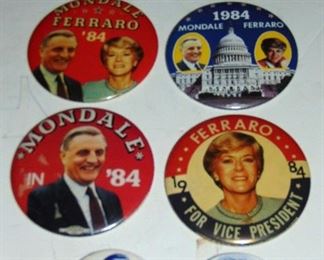 MONDALE
FERRARO
'84
1984
MONDALE FERRARO
MONDALE
IN '84
FERRARO
19 84
FOR VICE PRESIDENT